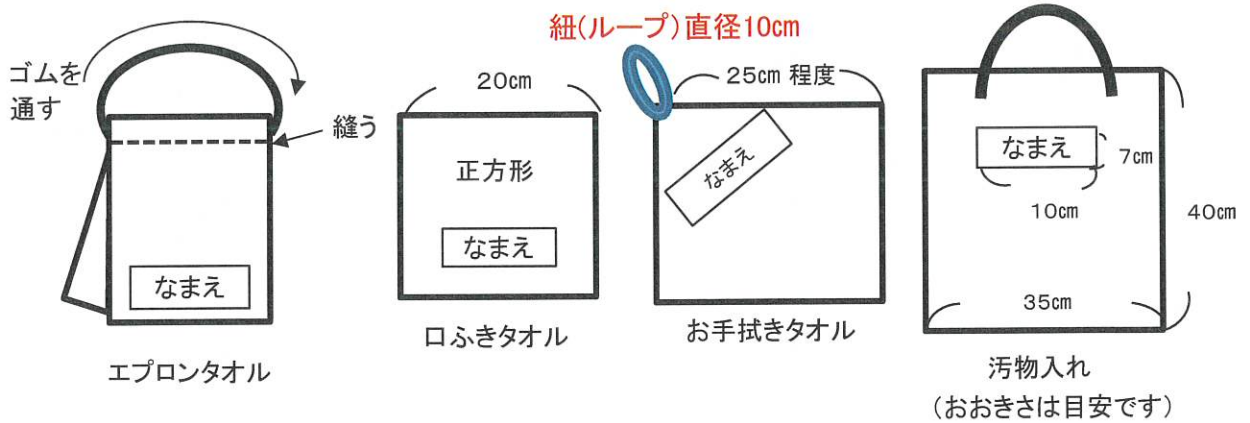 紐(ループ)直径10cm
ゴムを
通す
縫う
なまえ
エプロンタオル
20cm
正方形
なまえ
口ふきタオル
25cm 程度
なまえ
お手拭きタオル
なまえ
7cm
10cm
40cm
35cm
汚物入れ
(おおきさは目安です)